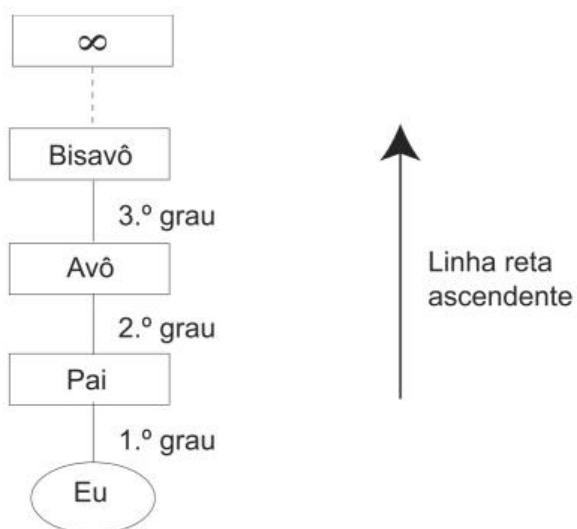 ∞
Bisavô
3.º grau
Avô
2.º grau
Pai
1.º grau
Eu
Linha reta
ascendente